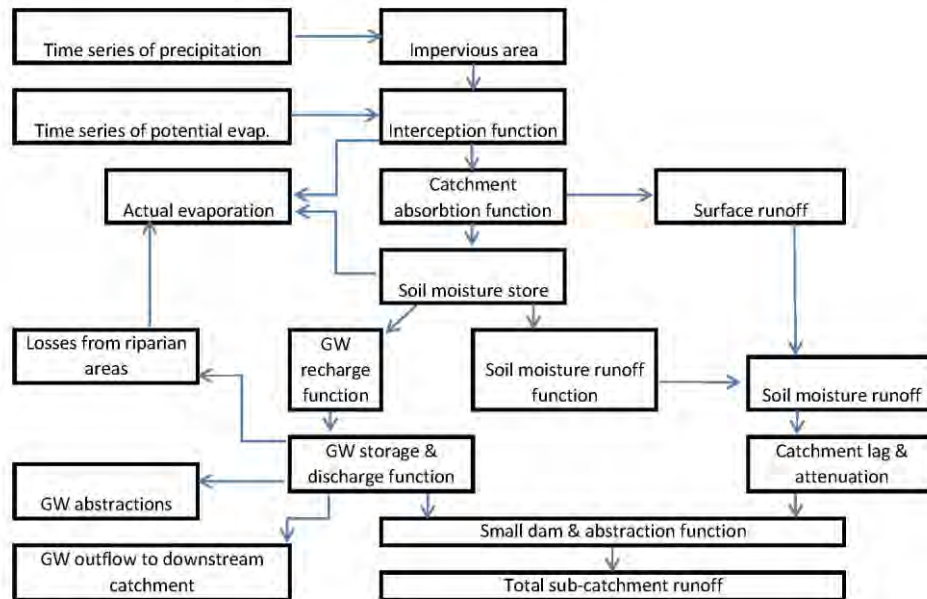 Time series of precipitation
Impervious area
Time series of potential evap.
Interception function
Actual evaporation
Catchment
absorbtion function
Surface runoff
Soil moisture store
Losses from riparian
areas
GW
recharge
function
Soil moisture runoff
function
Soil moisture runoff
GW storage &
discharge function
Catchment lag &
attenuation
GW abstractions
Small dam & abstraction function
GW outflow to downstream
catchment
Total sub-catchment runoff